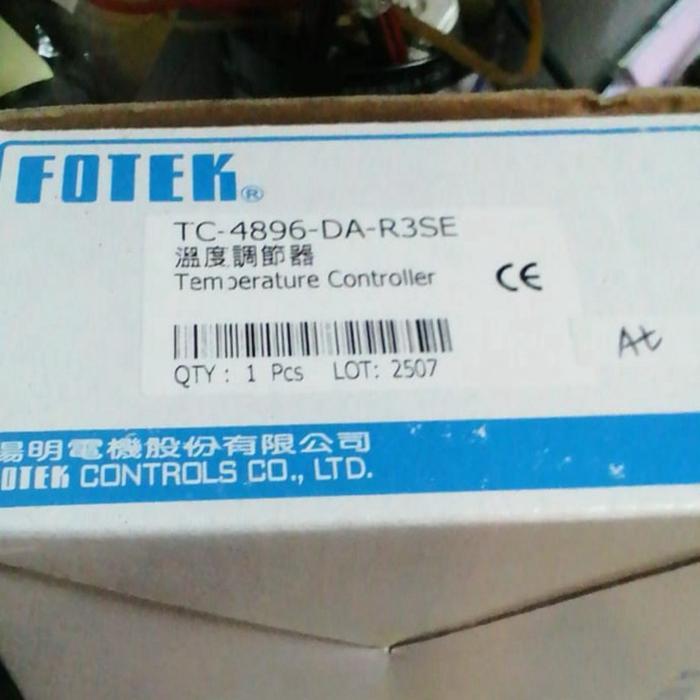 FOTEK®
TC-4896-DA-R3SE
溫度調節器
Temperature Controller
CE
QTY : 1 Pcs LOT: 2507
At
陽明電機股份有限公司
FOTEK CONTROLS CO., LTD.